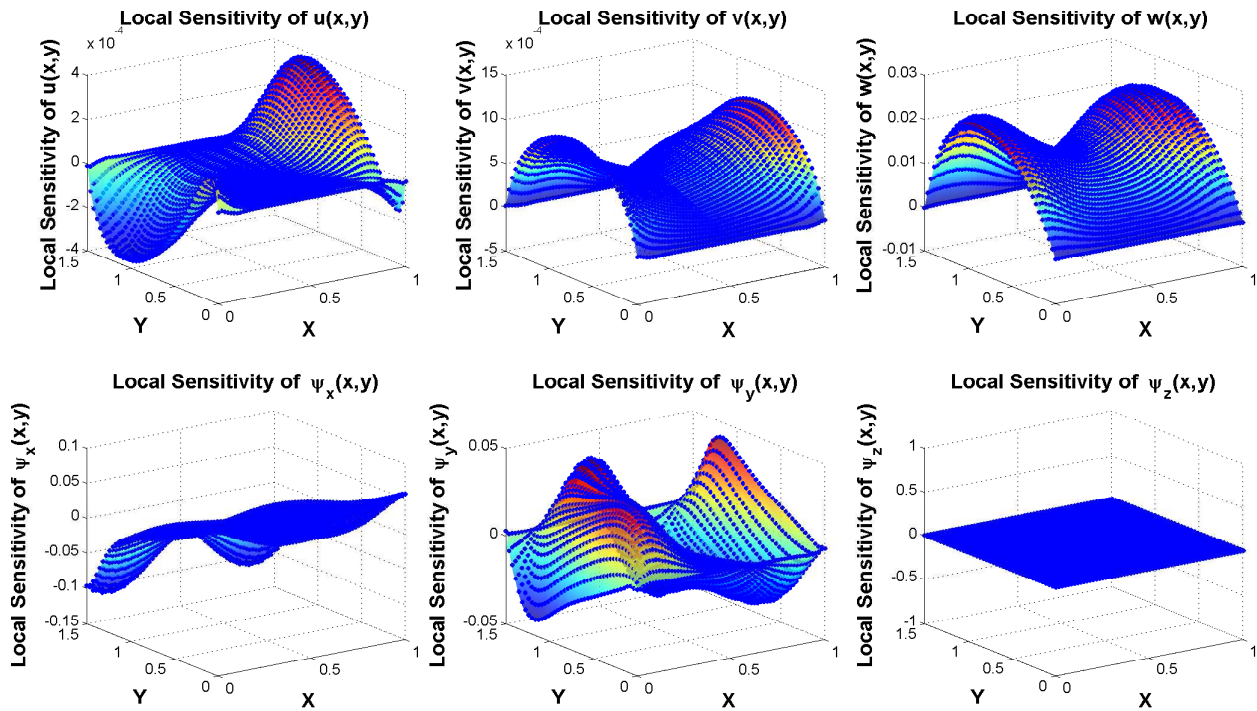 Local Sensitivity of u(x,y)
x 10^-4
Local Sensitivity of u(x,y)
4
2
0
-2
-4
1.5
1
0.5
0
Y
0
0.5
1
X
Local Sensitivity of v(x,y)
x 10^-4
Local Sensitivity of v(x,y)
15
10
5
0
-5
1.5
1
0.5
0
Y
0
0.5
1
X
Local Sensitivity of w(x,y)
Local Sensitivity of w(x,y)
0.03
0.02
0.01
0
-0.01
1.5
1
0.5
0
Y
0
0.5
1
X
Local Sensitivity of ψ_x(x,y)
Local Sensitivity of ψ_x(x,y)
0.1
0.05
0
-0.05
-0.1
-0.15
1.5
1
0.5
0
Y
0
0.5
1
X
Local Sensitivity of ψ_y(x,y)
Local Sensitivity of ψ_y(x,y)
0.05
0
-0.05
1.5
1
0.5
0
Y
0
0.5
1
X
Local Sensitivity of ψ_z(x,y)
Local Sensitivity of ψ_z(x,y)
1
0.5
0
-0.5
-1
1.5
1
0.5
0
Y
0
0.5
1
X